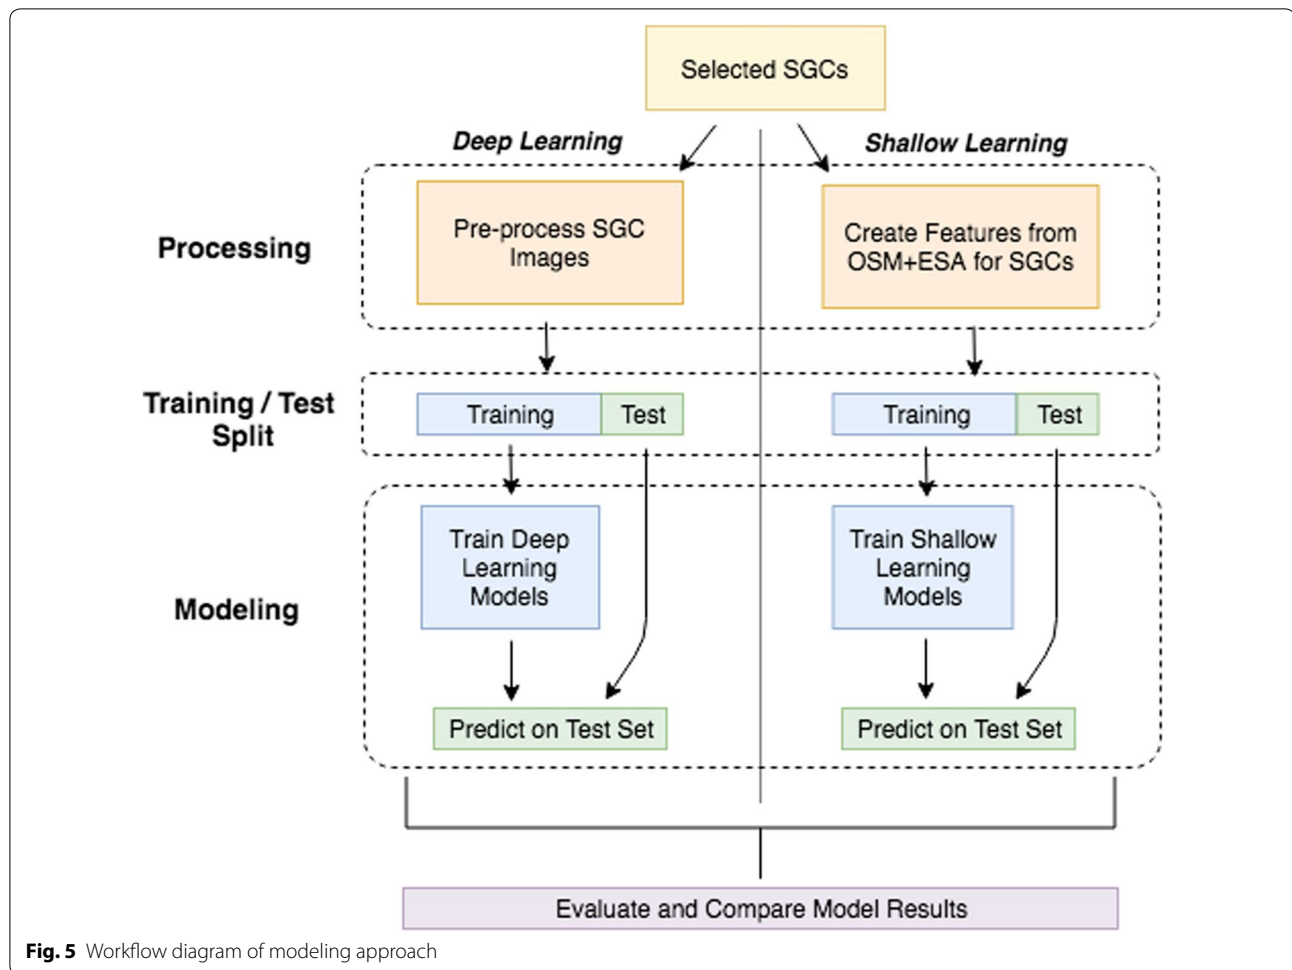 Selected SGCs
Deep Learning
Shallow Learning
Processing
Pre-process SGC
Images
Create Features from
OSM+ESA for SGCs
Training / Test
Split
Training
Test
Training
Test
Modeling
Train Deep
Learning
Models
Train Shallow
Learning
Models
Predict on Test Set
Predict on Test Set
Evaluate and Compare Model Results
Fig. 5 Workflow diagram of modeling approach